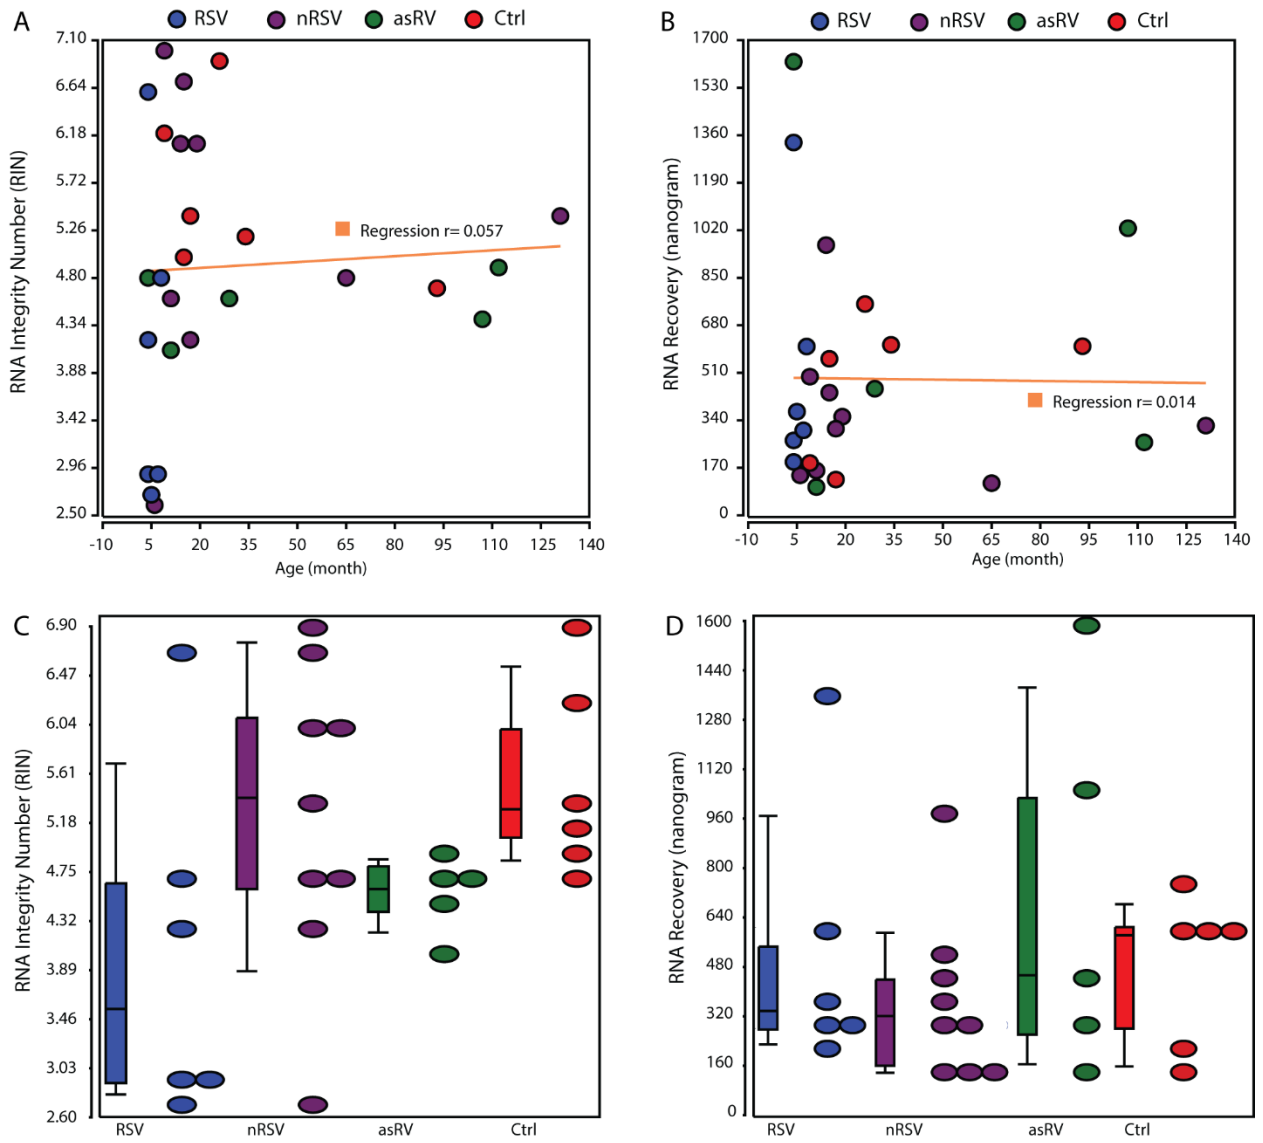 A
RSV nRSV asRV Ctrl
7.10
6.64
6.18
5.72
5.26
4.80
4.34
3.88
3.42
2.96
2.50
RNA Integrity Number (RIN)
Regression r= 0.057
-10 5 20 35 50 65 80 95 110 125 140
Age (month)
B
RSV nRSV asRV Ctrl
1700
1530
1360
1190
1020
850
680
510
340
170
0
RNA Recovery (nanogram)
Regression r= 0.014
-10 5 20 35 50 65 80 95 110 125 140
Age (month)
C
6.90
6.47
6.04
5.61
5.18
4.75
4.32
3.89
3.46
3.03
2.60
RNA Integrity Number (RIN)
RSV nRSV asRV Ctrl
D
1600
1440
1280
1120
960
800
640
480
320
160
0
RNA Recovery (nanogram)
RSV nRSV asRV Ctrl